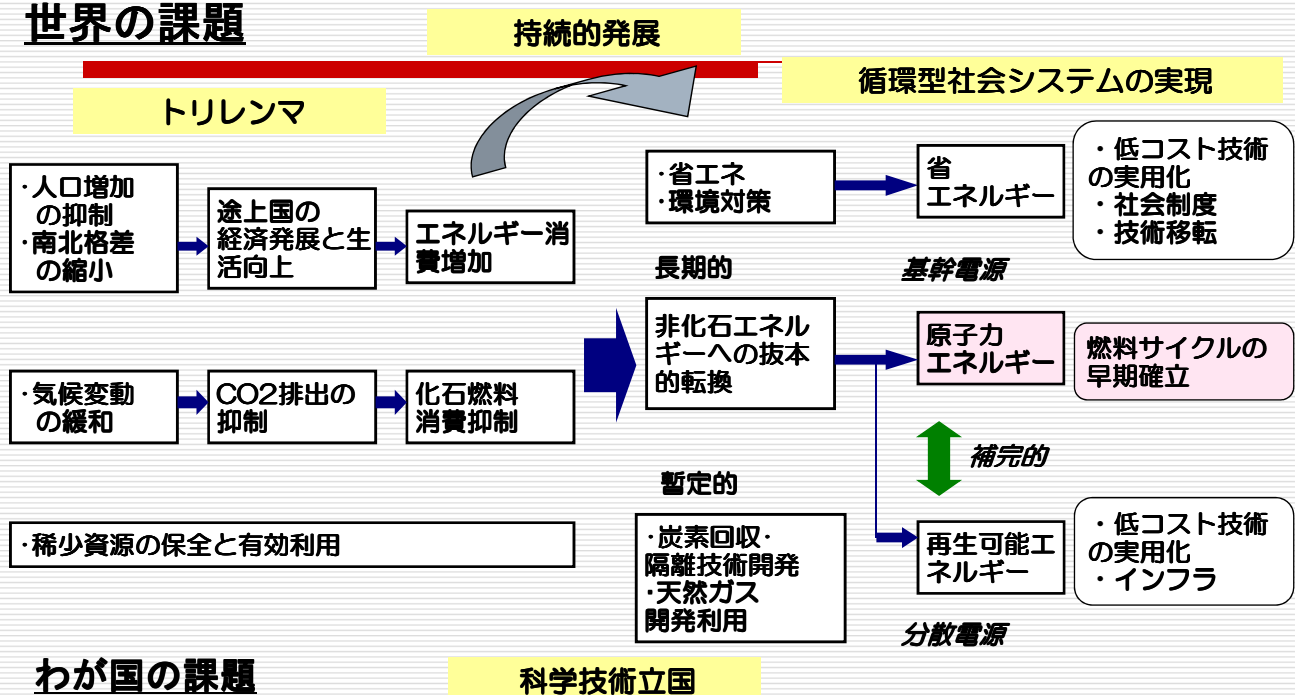 世界の課題
持続的発展
循環型社会システムの実現
トリレンマ
・人口増加
の抑制
・南北格差
の縮小
途上国の
経済発展と生
活向上
エネルギー消
費増加
・省エネ
・環境対策
省
エネルギー
・低コスト技術
の実用化
・社会制度
・技術移転
長期的
基幹電源
非化石エネル
ギーへの抜本
的転換
原子力
エネルギー
燃料サイクルの
早期確立
・気候変動
の緩和
CO2排出の
抑制
化石燃料
消費抑制
補完的
暫定的
・稀少資源の保全と有効利用
・炭素回収・
隔離技術開発
・天然ガス
開発利用
再生可能エ
ネルギー
・低コスト技術
の実用化
・インフラ
分散電源
わが国の課題
科学技術立国